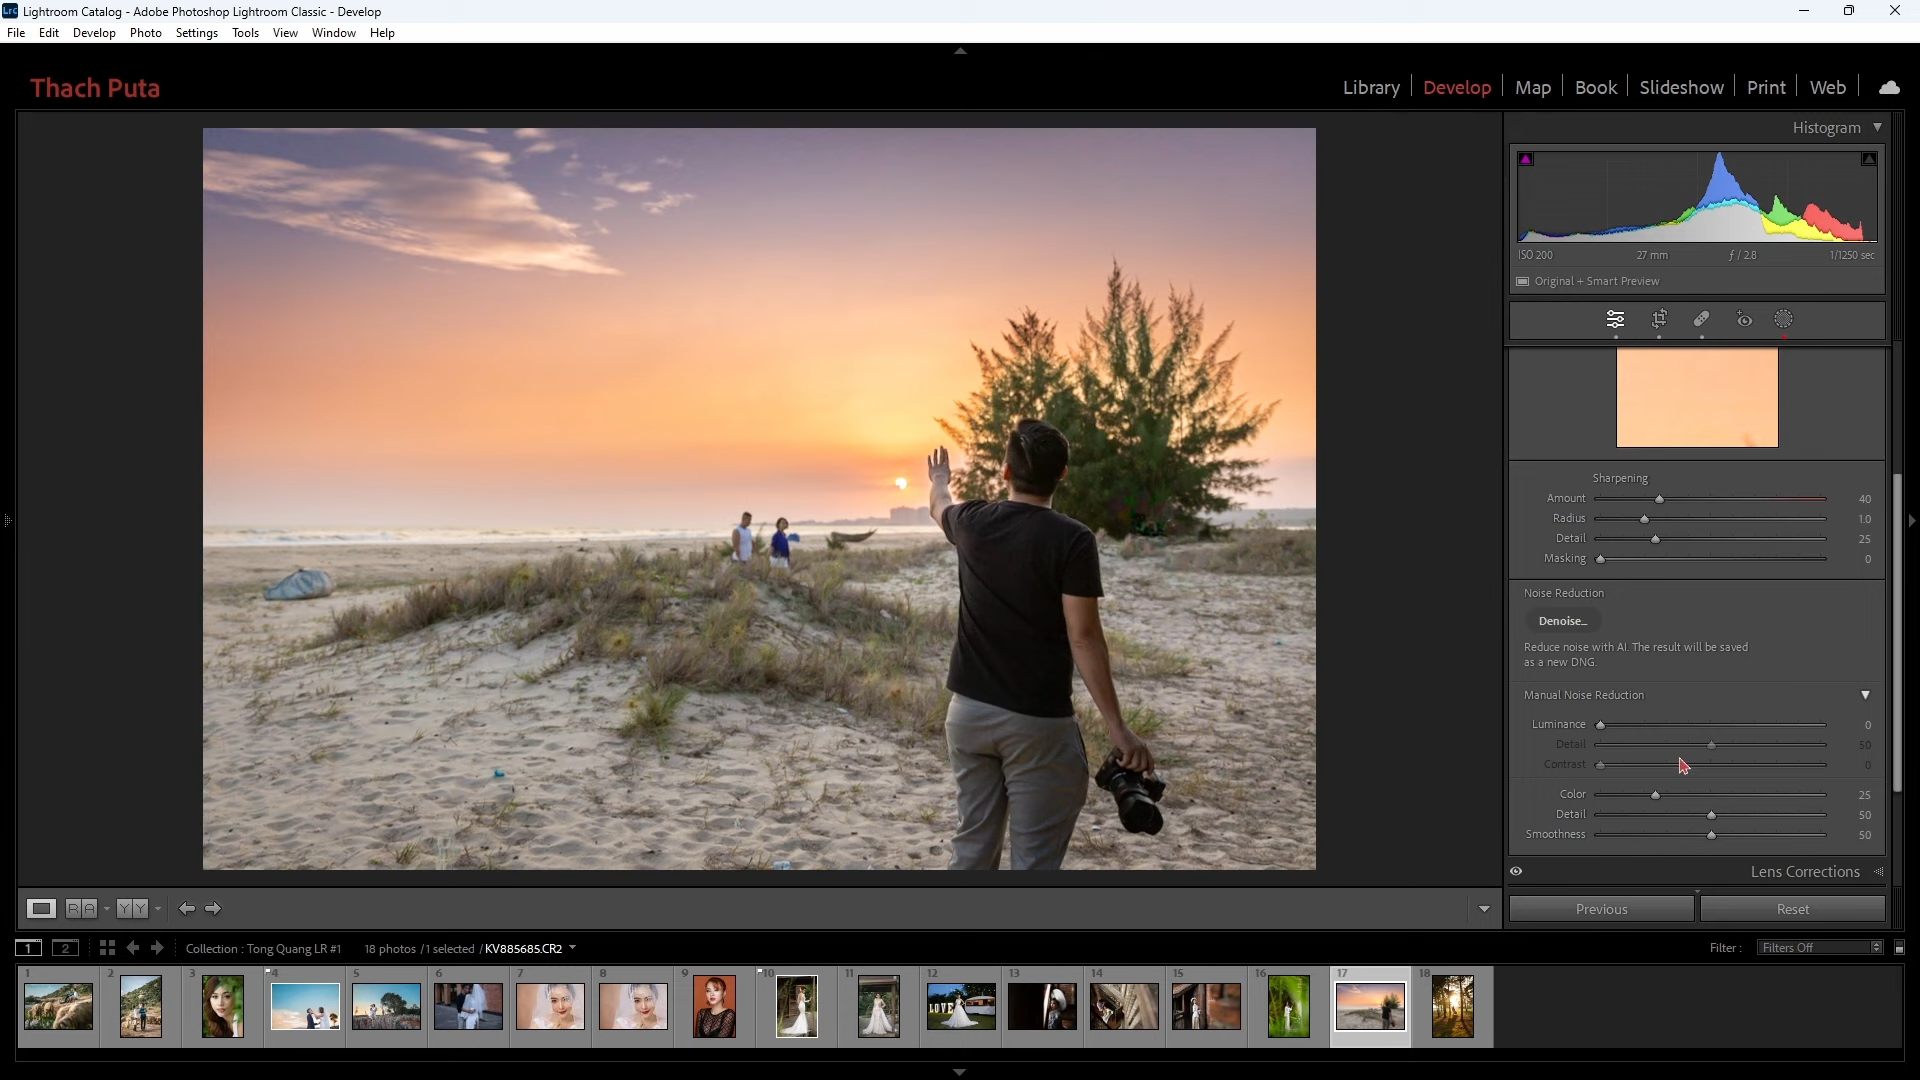 Lightroom Catalog - Adobe Photoshop Lightroom Classic - Develop
File Edit Develop Photo Settings Tools View Window Help
Thach Puta
Library Develop Map Book Slideshow Print Web
Histogram
ISO 200 27 mm ƒ / 2.8 1/1250 sec
Original + Smart Preview
Sharpening
Amount 40
Radius 1.0
Detail 25
Masking 0
Noise Reduction
Denoise...
Reduce noise with AI. The result will be saved
as a new DNG.
Manual Noise Reduction
Luminance 0
Detail 50
Contrast 0
Color 25
Detail 50
Smoothness 50
Lens Corrections
Previous Reset
R A Y Y
1 2 Collection : Tong Quang LR #1 18 photos / 1 selected / KV885685.CR2 Filter : Filters Off
1 2 3 4 5 6 7 8 9 10 11 12 13 14 15 16 17 18
LOVE